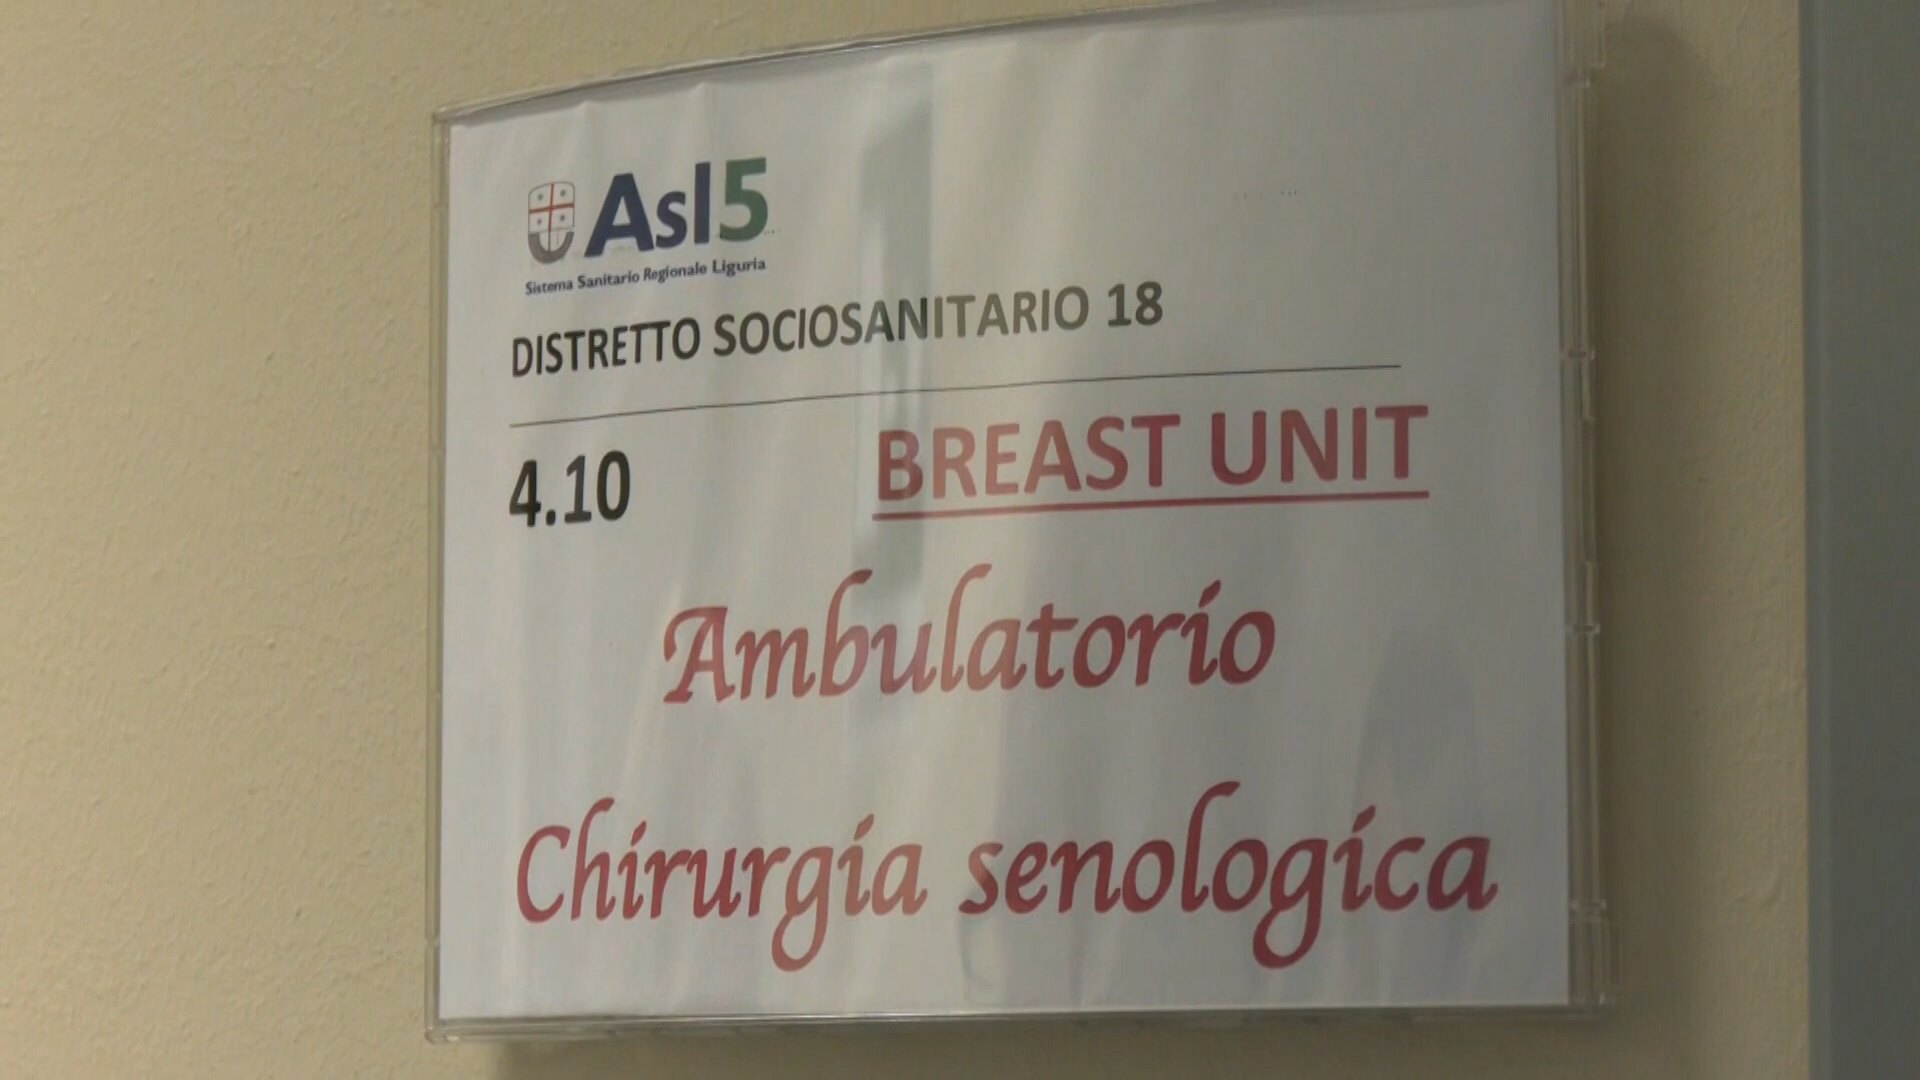 Asl5
Sistema Sanitario Regionale Liguria
DISTRETTO SOCIOSANITARIO 18
4.10 BREAST UNIT
Ambulatorio
Chirurgia senologica